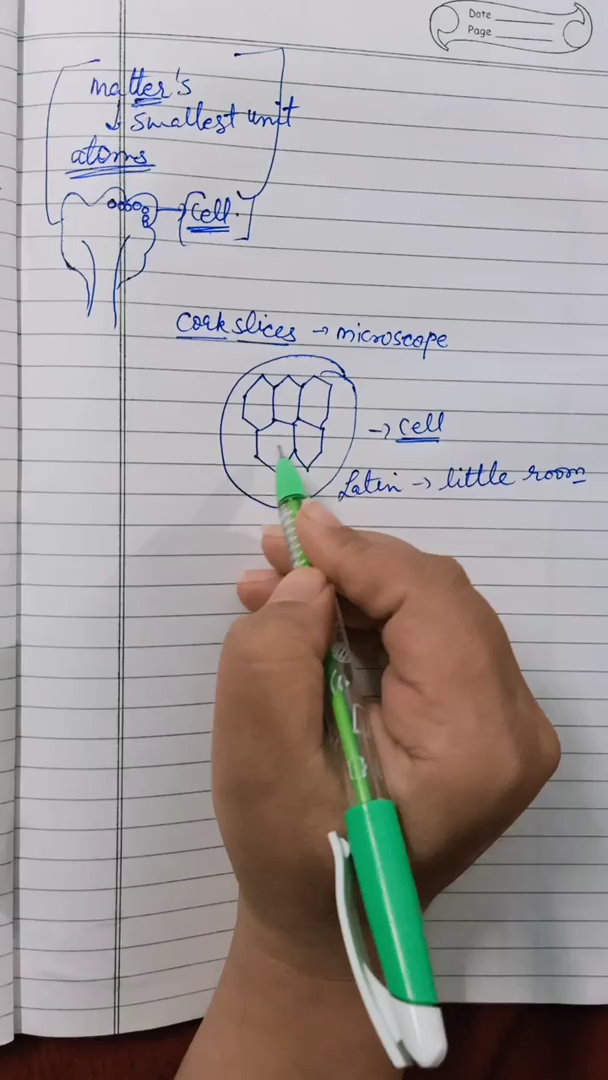 Date
Page
matter's
↓ smallest unit
atoms
→ [cell.]
cork slices → microscope
→ cell
Latin → little room